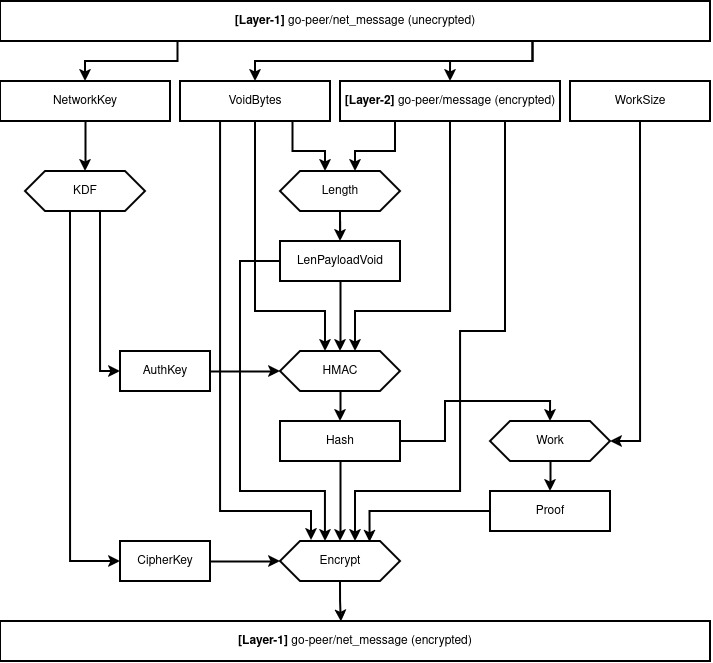 [Layer-1] go-peer/net_message (unecrypted)
NetworkKey
VoidBytes
[Layer-2] go-peer/message (encrypted)
WorkSize
KDF
Length
LenPayloadVoid
AuthKey
HMAC
Hash
Work
Proof
CipherKey
Encrypt
[Layer-1] go-peer/net_message (encrypted)